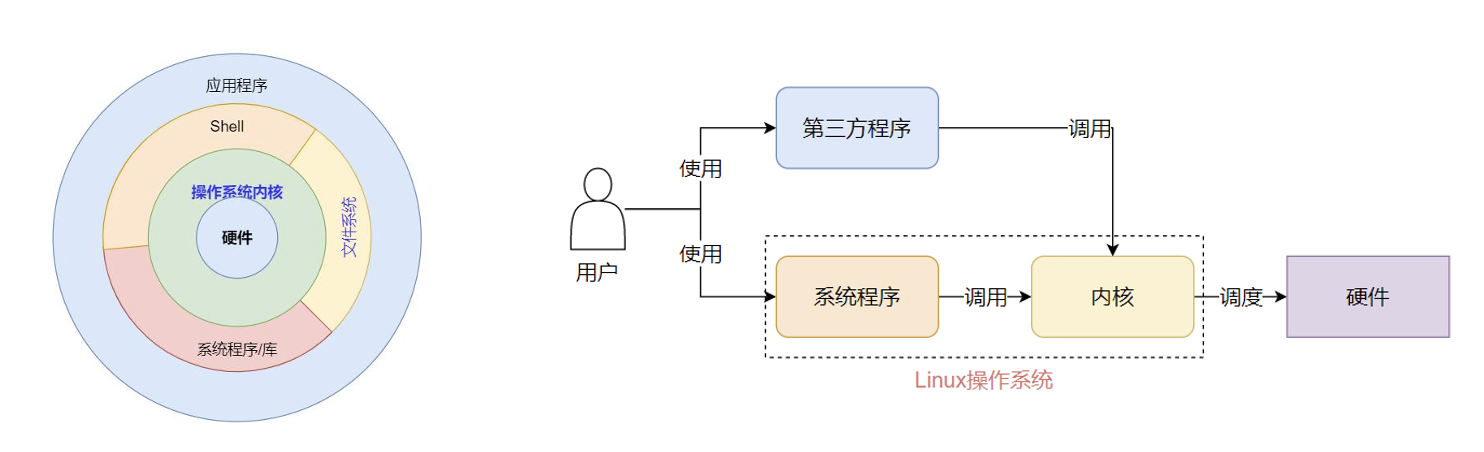 应用程序
Shell
操作系统内核
硬件
文件系统
系统程序/库
第三方程序
调用
使用
用户
使用
系统程序
调用
内核
调度
硬件
Linux操作系统